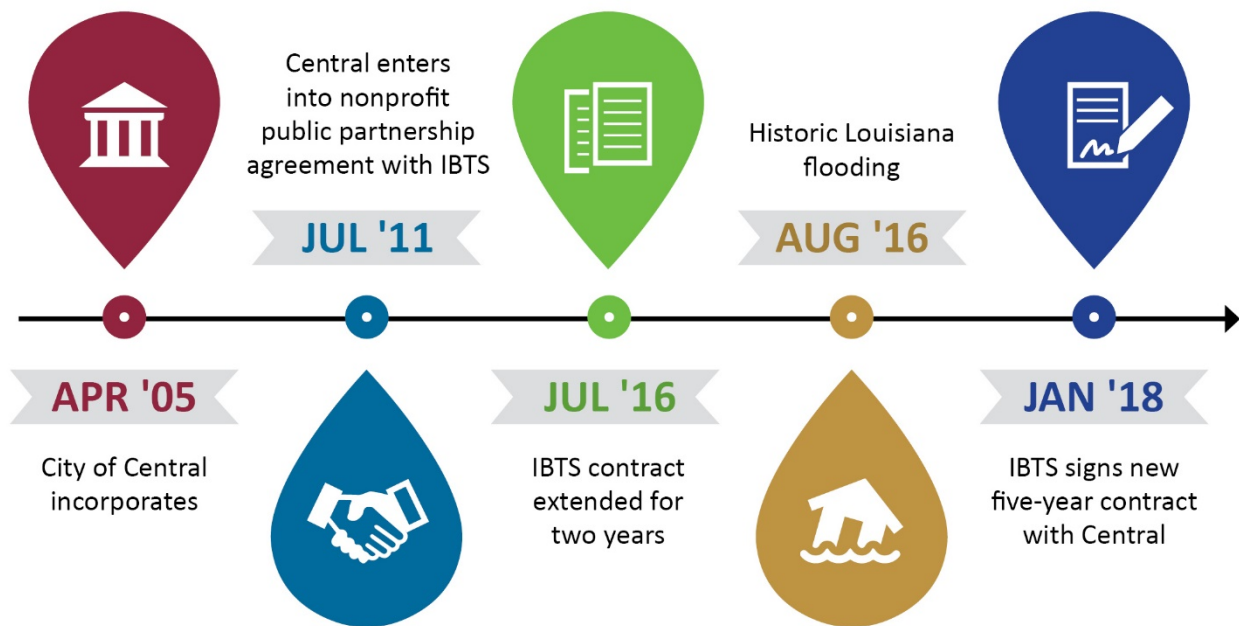 APR '05
City of Central
incorporates
Central enters
into nonprofit
public partnership
agreement with IBTS
JUL '11
JUL '16
IBTS contract
extended for
two years
Historic Louisiana
flooding
AUG '16
JAN '18
IBTS signs new
five-year contract
with Central